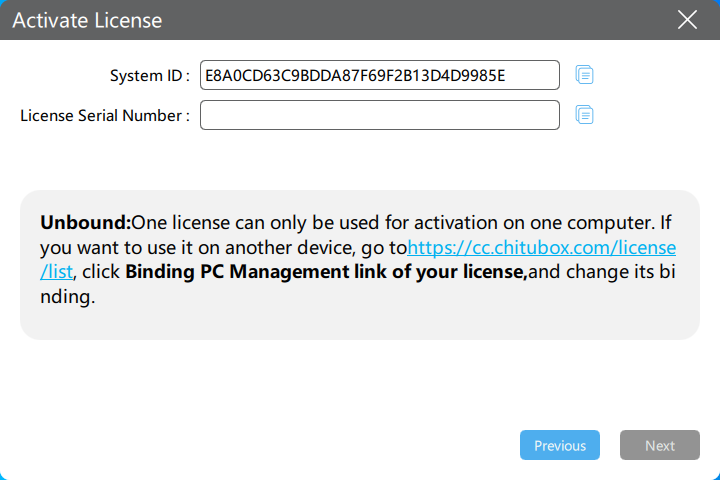 Activate License
System ID :
E8A0CD63C9BDDA87F69F2B13D4D9985E
License Serial Number :
Unbound:One license can only be used for activation on one computer. If
you want to use it on another device, go tohttps://cc.chitubox.com/license
/list, click Binding PC Management link of your license,and change its bi
nding.
Previous
Next